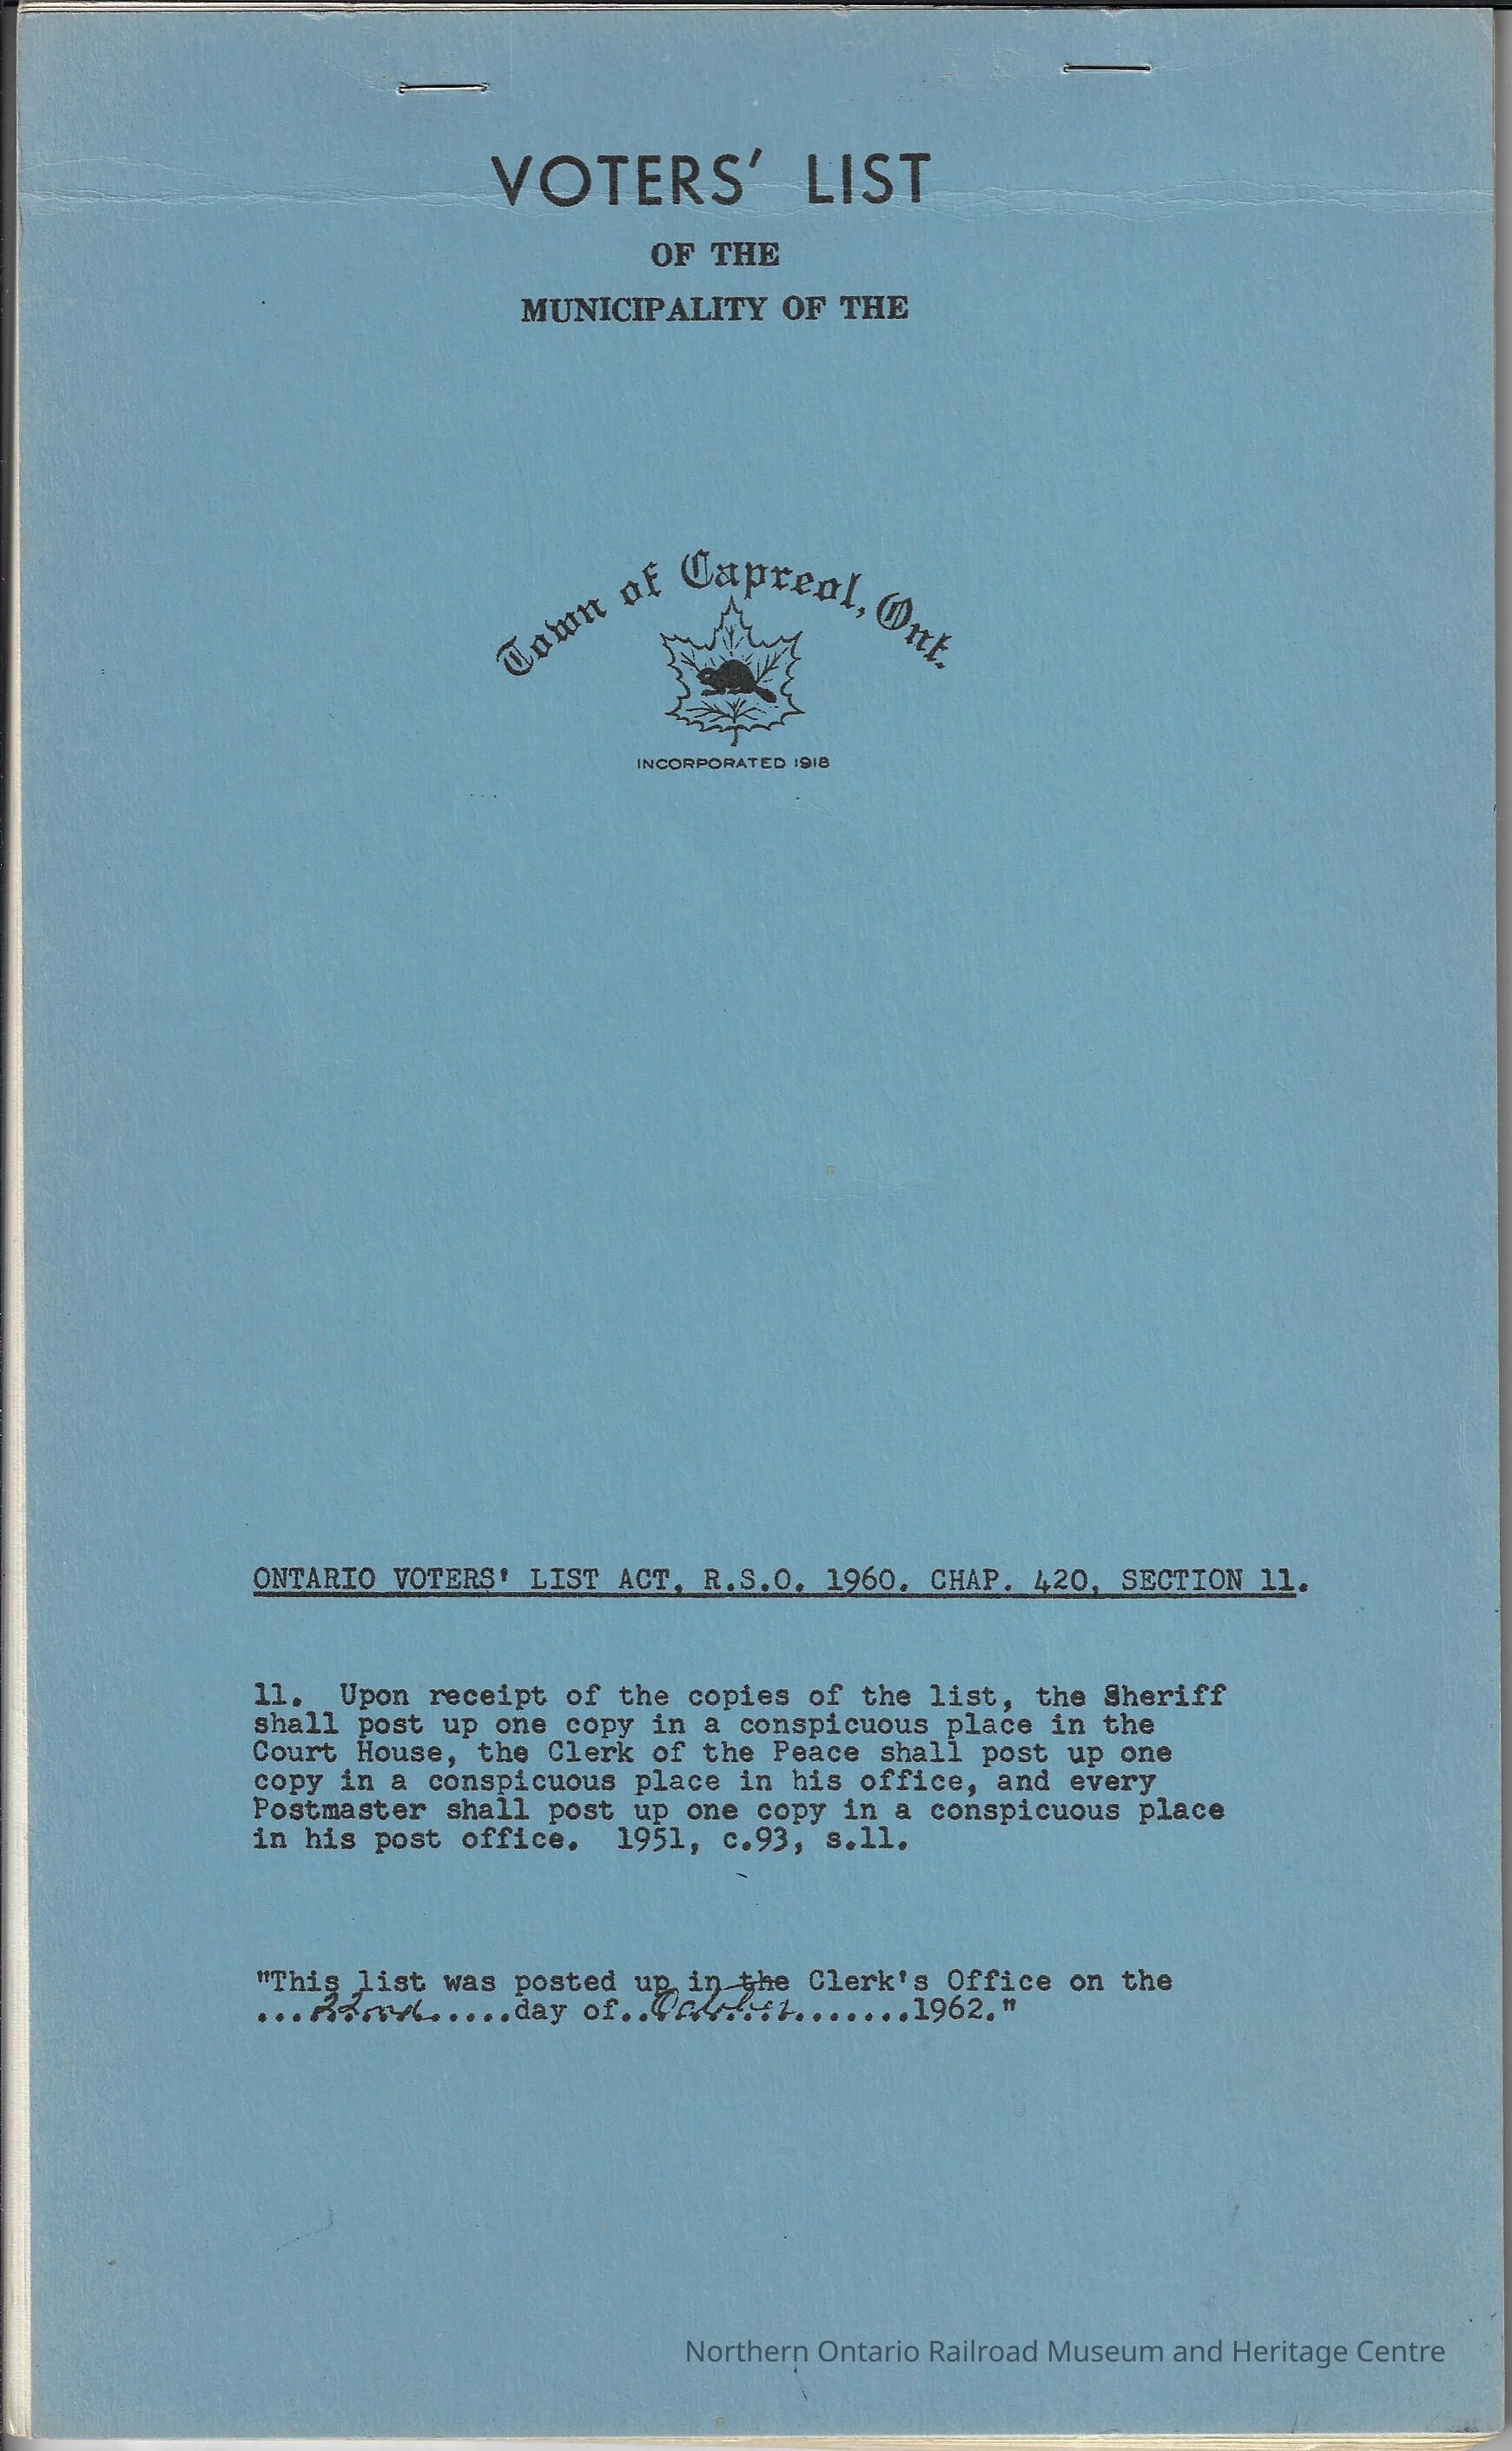 VOTERS' LIST
OF THE
MUNICIPALITY OF THE
Town of Capreol, Ont.
INCORPORATED 1918
ONTARIO VOTERS' LIST ACT, R.S.O. 1960. CHAP. 420, SECTION 11.
11. Upon receipt of the copies of the list, the Sheriff
shall post up one copy in a conspicuous place in the
Court House, the Clerk of the Peace shall post up one
copy in a conspicuous place in his office, and every
Postmaster shall post up one copy in a conspicuous place
in his post office. 1951, c.93, s.11.
"This list was posted up in the Clerk's Office on the
...22nd.....day of..October.......1962."
Northern Ontario Railroad Museum and Heritage Centre